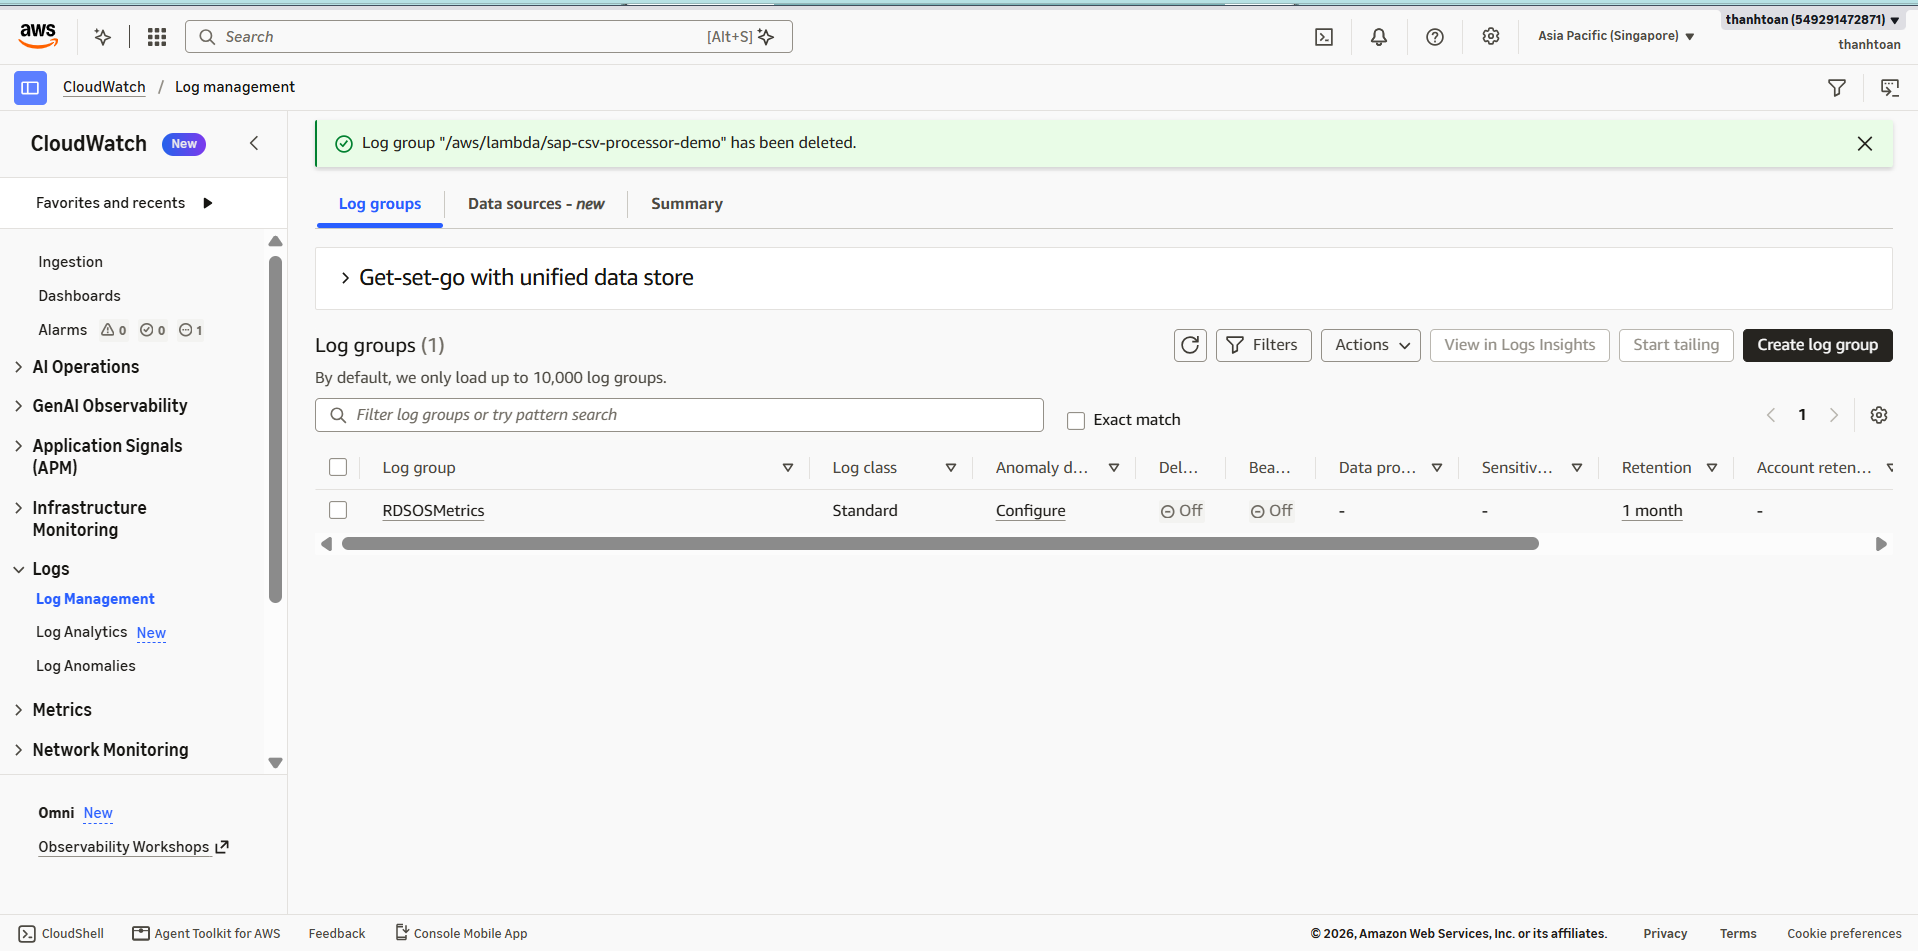 aws
Search [Alt+S]
Asia Pacific (Singapore)
thanhtoan (549291472871)
thanhtoan
CloudWatch / Log management
CloudWatch New
Favorites and recents
Ingestion
Dashboards
Alarms 0 0 1
AI Operations
GenAI Observability
Application Signals
(APM)
Infrastructure
Monitoring
Logs
Log Management
Log Analytics New
Log Anomalies
Metrics
Network Monitoring
Omni New
Observability Workshops
Log group "/aws/lambda/sap-csv-processor-demo" has been deleted.
Log groups Data sources - new Summary
Get-set-go with unified data store
Log groups (1)
Filters Actions View in Logs Insights Start tailing Create log group
By default, we only load up to 10,000 log groups.
Filter log groups or try pattern search
Exact match
1
Log group Log class Anomaly d... Del... Bea... Data pro... Sensitiv... Retention Account reten...
RDSOSMetrics Standard Configure Off Off - - 1 month -
CloudShell Agent Toolkit for AWS Feedback Console Mobile App © 2026, Amazon Web Services, Inc. or its affiliates. Privacy Terms Cookie preferences